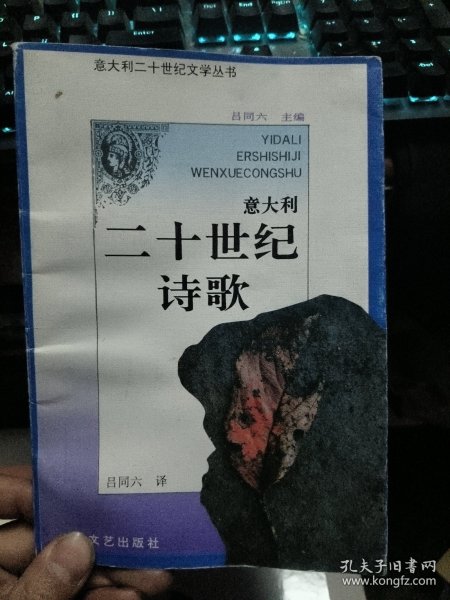 意大利二十世纪文学丛书
吕同六 主编
YIDALI
ERSHISHIJI
WENXUECONGSHU
意大利
二十世纪
诗歌
吕同六 译
文艺出版社
孔夫子旧书网
www.kongfz.com